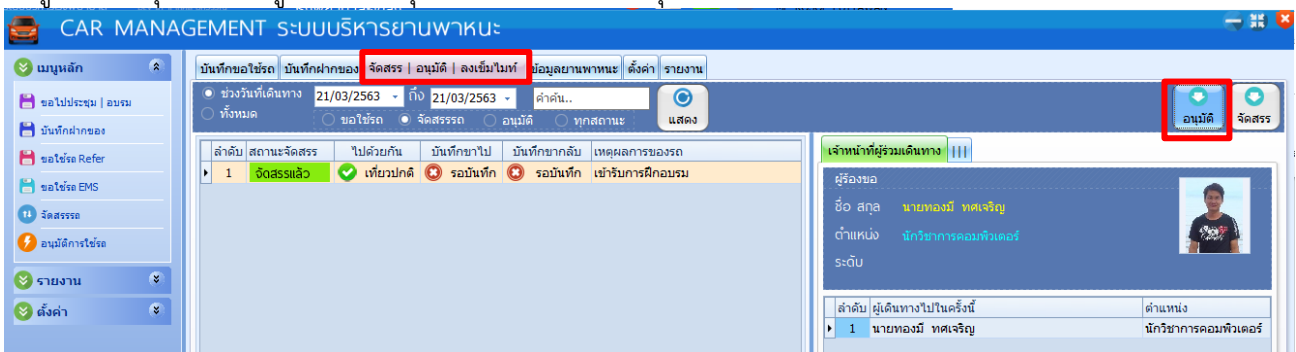 CAR MANAGEMENT ระบบบริหารยานพาหนะ
เมนูหลัก
ขอไปประชุม | อบรม
บันทึกฝากของ
ขอใช้รถ Refer
ขอใช้รถ EMS
จัดสรรรถ
อนุมัติการใช้รถ
รายงาน
ตั้งค่า
บันทึกขอใช้รถ บันทึกฝากของ จัดสรร | อนุมัติ | ลงเข็มไมท์ ข้อมูลยานพาหนะ ตั้งค่า รายงาน
ช่วงวันที่เดินทาง 21/03/2563 ถึง 21/03/2563 คำค้น..
ทั้งหมด ขอใช้รถ จัดสรรรถ อนุมัติ ทุกสถานะ แสดง
อนุมัติ จัดสรร
ลำดับ สถานะจัดสรร ไปด้วยกัน บันทึกขาไป บันทึกขากลับ เหตุผลการขอรถ
1 จัดสรรแล้ว เที่ยวปกติ รอบันทึก รอบันทึก เข้ารับการฝึกอบรม
เจ้าหน้าที่ผู้ร่วมเดินทาง
ผู้ร้องขอ
ชื่อ สกุล นายทองมี ทศเจริญ
ตำแหน่ง นักวิชาการคอมพิวเตอร์
ระดับ
ลำดับ ผู้เดินทางไปในครั้งนี้ ตำแหน่ง
1 นายทองมี ทศเจริญ นักวิชาการคอมพิวเตอร์